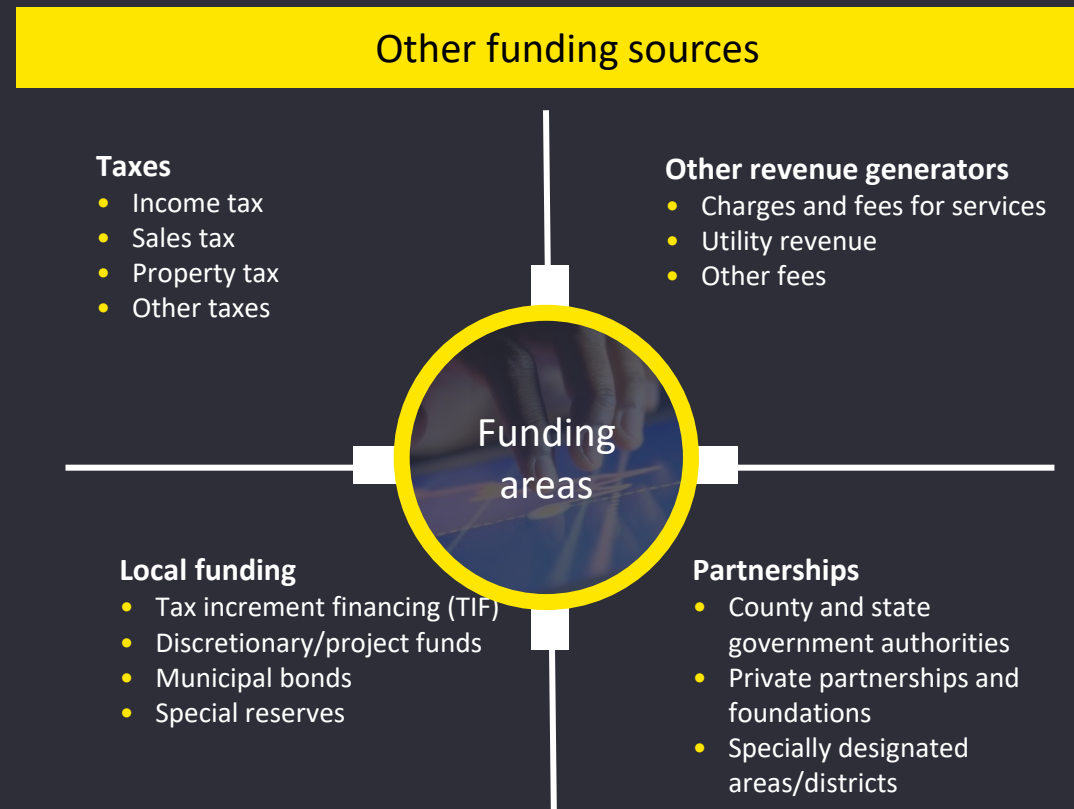 Other funding sources
Taxes
• Income tax
• Sales tax
• Property tax
• Other taxes
Other revenue generators
• Charges and fees for services
• Utility revenue
• Other fees
Funding
areas
Local funding
• Tax increment financing (TIF)
• Discretionary/project funds
• Municipal bonds
• Special reserves
Partnerships
• County and state
government authorities
• Private partnerships and
foundations
• Specially designated
areas/districts